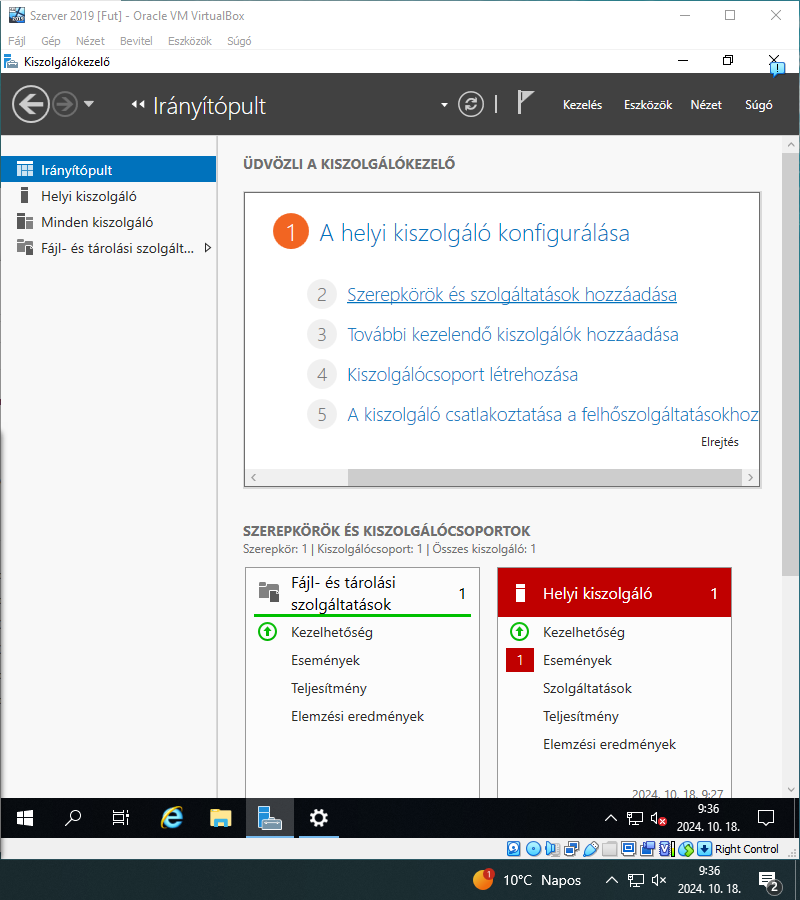 Szerver 2019 [Fut] - Oracle VM VirtualBox
Fájl Gép Nézet Bevitel Eszközök Súgó
Kiszolgálókezelő
Irányítópult
Kezelés Eszközök Nézet Súgó
Irányítópult
Helyi kiszolgáló
Minden kiszolgáló
Fájl- és tárolási szolgált...
ÜDVÖZLI A KISZOLGÁLÓKEZELŐ
1 A helyi kiszolgáló konfigurálása
2 Szerepkörök és szolgáltatások hozzáadása
3 További kezelendő kiszolgálók hozzáadása
4 Kiszolgálócsoport létrehozása
5 A kiszolgáló csatlakoztatása a felhőszolgáltatásokhoz
Elrejtés
SZEREPKÖRÖK ÉS KISZOLGÁLÓCSOPORTOK
Szerepkör: 1 | Kiszolgálócsoport: 1 | Összes kiszolgáló: 1
Fájl- és tárolási
szolgáltatások
1
Kezelhetőség
Események
Teljesítmény
Elemzési eredmények
Helyi kiszolgáló 1
Kezelhetőség
1 Események
Szolgáltatások
Teljesítmény
Elemzési eredmények
2024. 10. 18. 9:27
9:36
2024. 10. 18.
Right Control
1
10°C Napos
9:36
2024. 10. 18.
2